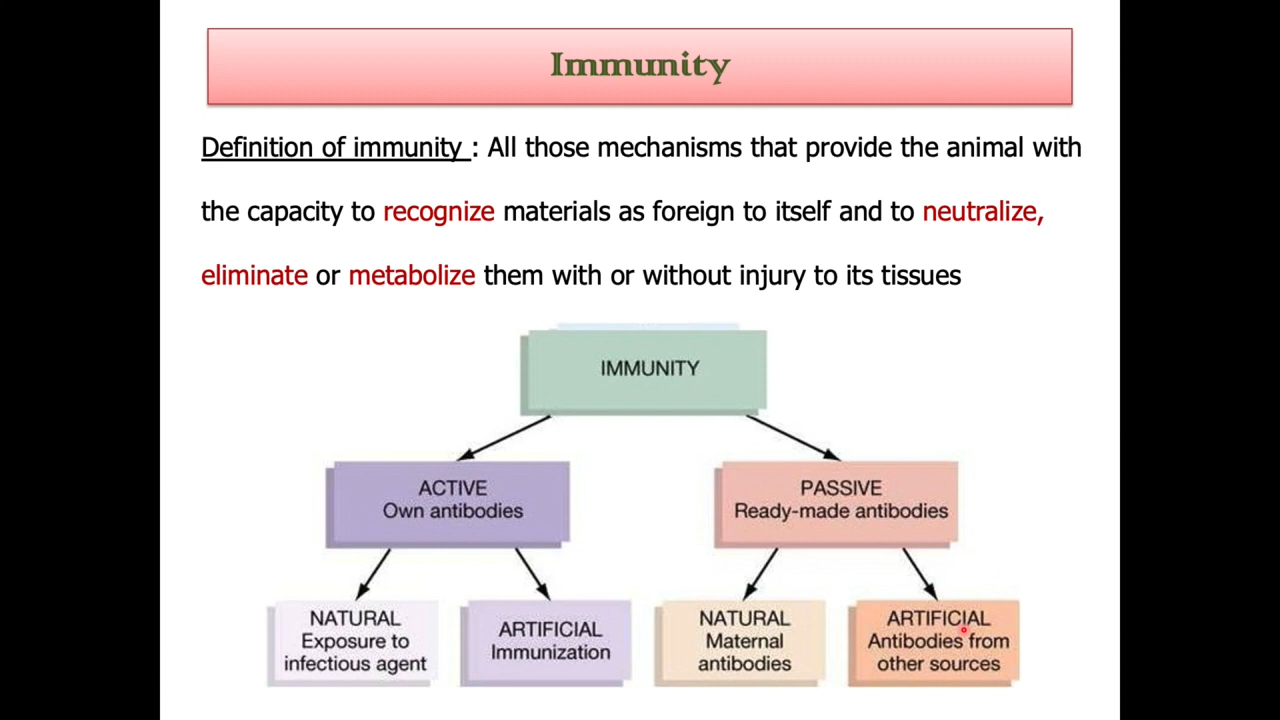 Immunity
Definition of immunity : All those mechanisms that provide the animal with
the capacity to recognize materials as foreign to itself and to neutralize,
eliminate or metabolize them with or without injury to its tissues
IMMUNITY
ACTIVE
Own antibodies
PASSIVE
Ready-made antibodies
NATURAL
Exposure to
infectious agent
ARTIFICIAL
Immunization
NATURAL
Maternal
antibodies
ARTIFICIAL
Antibodies from
other sources